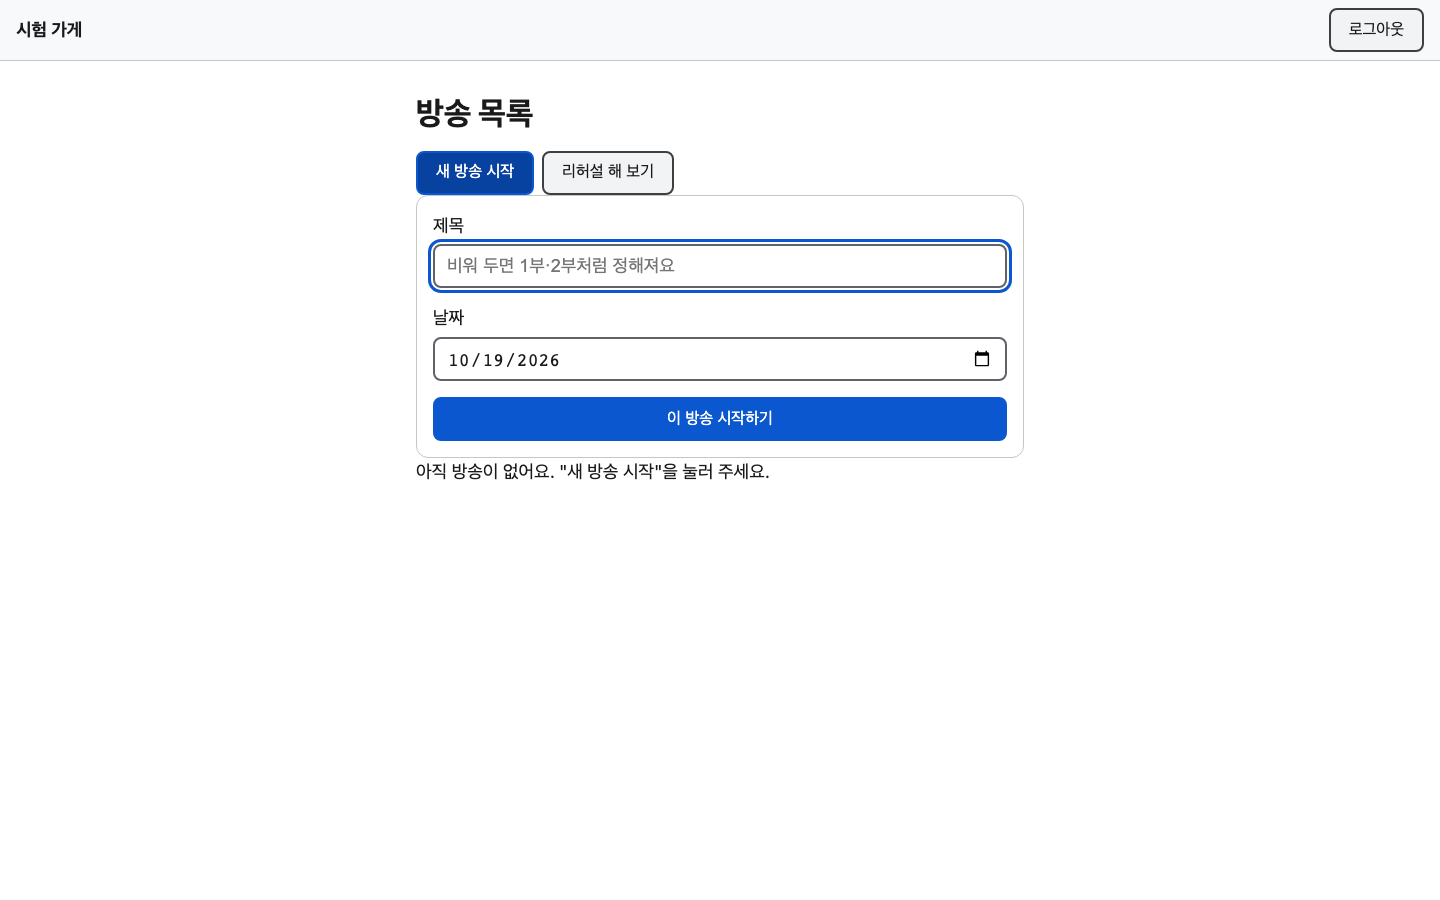 시험 가게
로그아웃
방송 목록
새 방송 시작
리허설 해 보기
제목
비워 두면 1부·2부처럼 정해져요
날짜
10/19/2026
이 방송 시작하기
아직 방송이 없어요. "새 방송 시작"을 눌러 주세요.